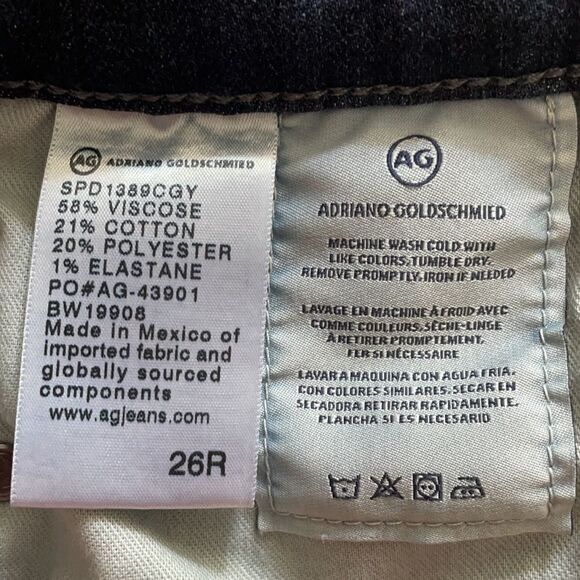 AG ADRIANO GOLDSCHMIED
SPD1389CGY
58% VISCOSE
21% COTTON
20% POLYESTER
1% ELASTANE
PO#AG-43901
BW19908
Made in Mexico of
imported fabric and
globally sourced
components
www.agjeans.com
26R
AG
ADRIANO GOLDSCHMIED
MACHINE WASH COLD WITH
LIKE COLORS. TUMBLE DRY.
REMOVE PROMPTLY. IRON IF NEEDED
LAVAGE EN MACHINE À FROID AVEC
COMME COULEURS. SÈCHE-LINGE
À RETIRER PROMPTEMENT.
FER SI NÉCESSAIRE
LAVAR A MAQUINA CON AGUA FRIA.
CON COLORES SIMILARES. SECAR EN
SECADORA RETIRAR RAPIDAMENTE.
PLANCHA SI ES NECESARIO